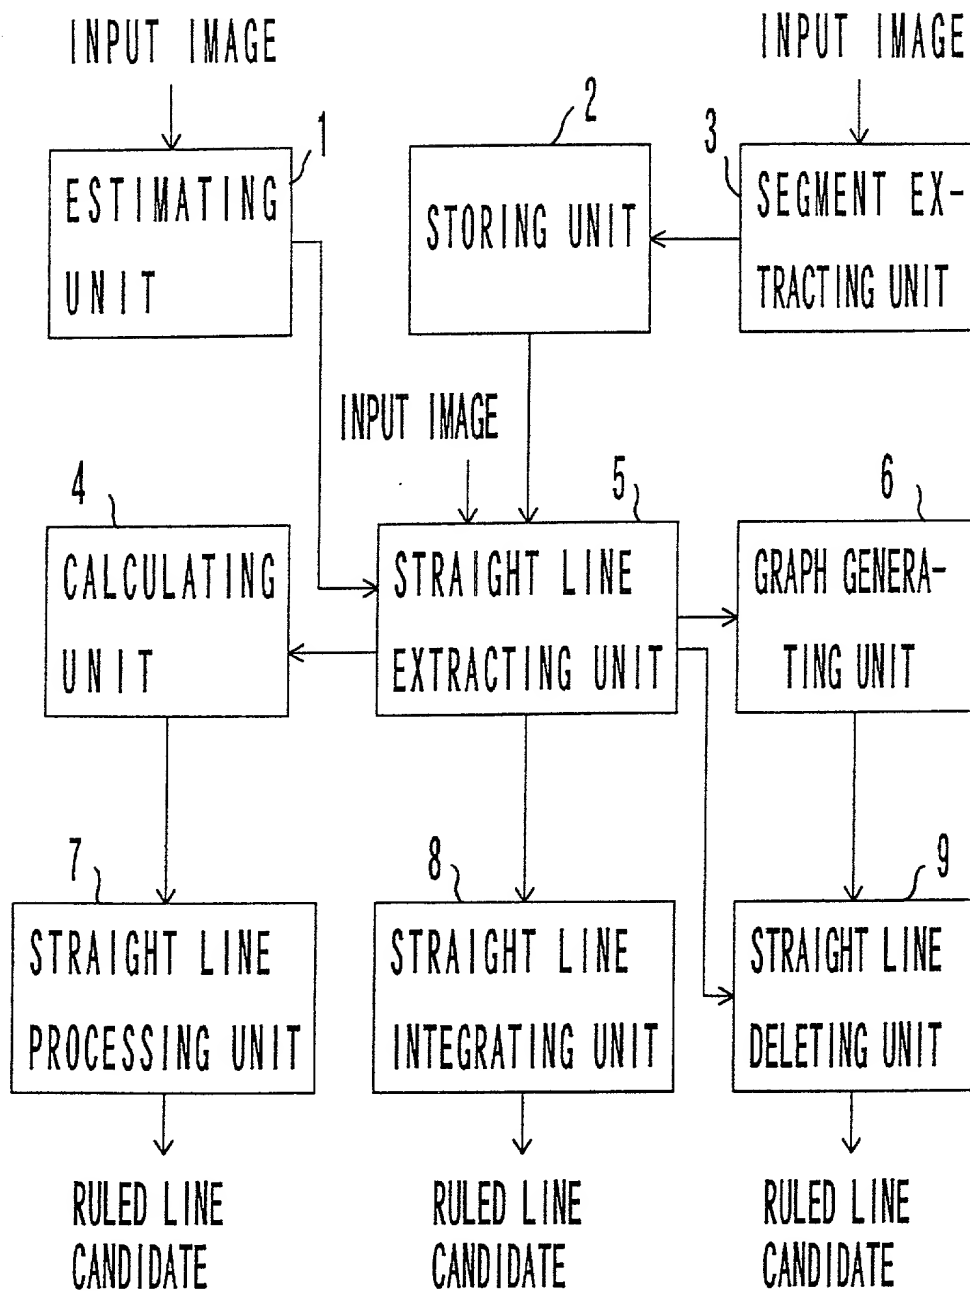 INPUT IMAGE
INPUT IMAGE
1
2
3
ESTIMATING
UNIT
STORING UNIT
SEGMENT EX-
TRACTING UNIT
INPUT IMAGE
4
5
6
CALCULATING
UNIT
STRAIGHT LINE
EXTRACTING UNIT
GRAPH GENERA-
TING UNIT
7
8
9
STRAIGHT LINE
PROCESSING UNIT
STRAIGHT LINE
INTEGRATING UNIT
STRAIGHT LINE
DELETING UNIT
RULED LINE
CANDIDATE
RULED LINE
CANDIDATE
RULED LINE
CANDIDATE